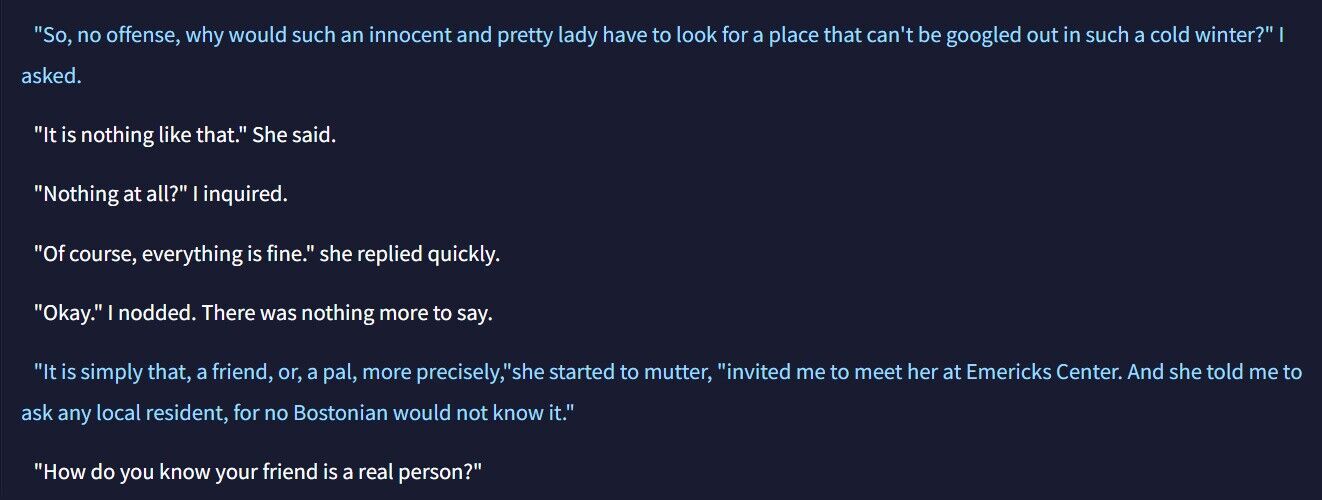 "So, no offense, why would such an innocent and pretty lady have to look for a place that can't be googled out in such a cold winter?" I
asked.
"It is nothing like that." She said.
"Nothing at all?" I inquired.
"Of course, everything is fine." she replied quickly.
"Okay." I nodded. There was nothing more to say.
"It is simply that, a friend, or, a pal, more precisely,"she started to mutter, "invited me to meet her at Emericks Center. And she told me to
ask any local resident, for no Bostonian would not know it."
"How do you know your friend is a real person?"